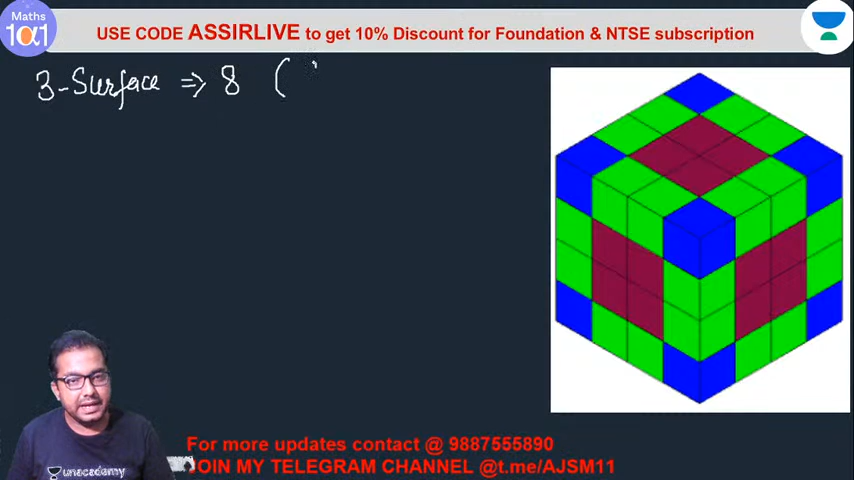 Maths
1α1
USE CODE ASSIRLIVE to get 10% Discount for Foundation & NTSE subscription
3-Surface ⇒ 8 (
unacademy
For more updates contact @ 9887555890
JOIN MY TELEGRAM CHANNEL @t.me/AJSM11